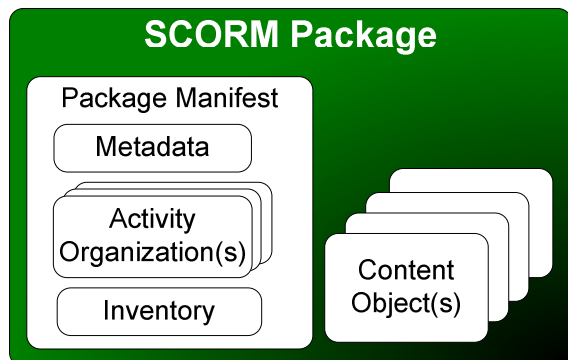 SCORM Package
Package Manifest
Metadata
Activity
Organization(s)
Inventory
Content
Object(s)